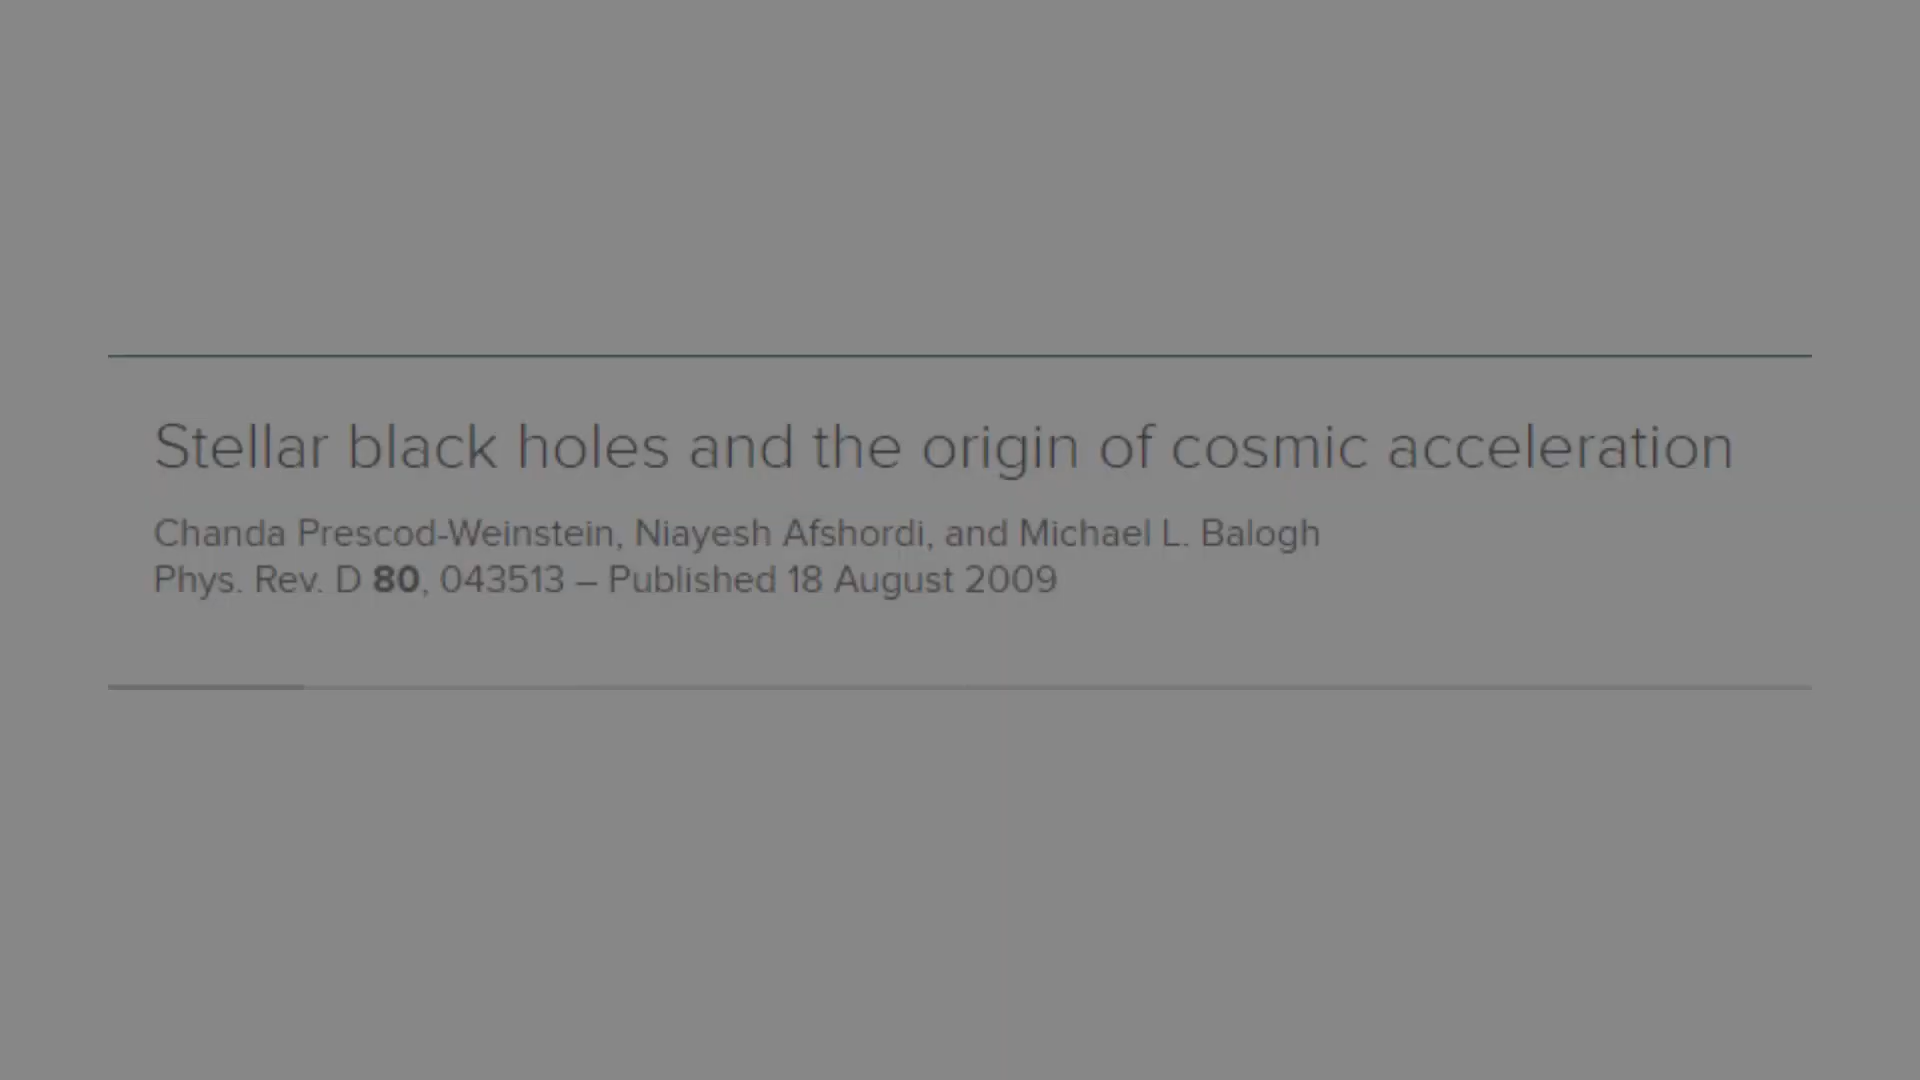 Stellar black holes and the origin of cosmic acceleration
Chanda Prescod-Weinstein, Niayesh Afshordi, and Michael L. Balogh
Phys. Rev. D 80, 043513 – Published 18 August 2009